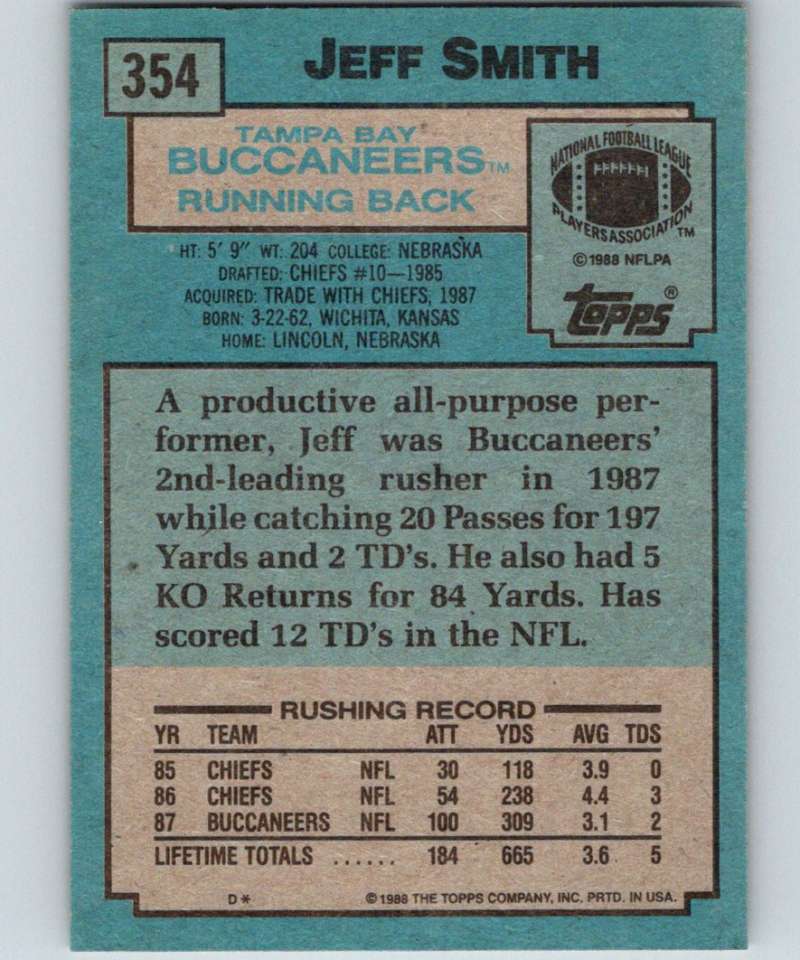 354
JEFF SMITH
TAMPA BAY
BUCCANEERS™
RUNNING BACK
NATIONAL FOOTBALL LEAGUE
PLAYERS ASSOCIATION™
©1988 NFLPA
topps®
HT: 5' 9" WT: 204 COLLEGE: NEBRASKA
DRAFTED: CHIEFS #10—1985
ACQUIRED: TRADE WITH CHIEFS, 1987
BORN: 3-22-62, WICHITA, KANSAS
HOME: LINCOLN, NEBRASKA
A productive all-purpose per-
former, Jeff was Buccaneers'
2nd-leading rusher in 1987
while catching 20 Passes for 197
Yards and 2 TD's. He also had 5
KO Returns for 84 Yards. Has
scored 12 TD's in the NFL.
RUSHING RECORD
YR TEAM ATT YDS AVG TDS
85 CHIEFS NFL 30 118 3.9 0
86 CHIEFS NFL 54 238 4.4 3
87 BUCCANEERS NFL 100 309 3.1 2
LIFETIME TOTALS ...... 184 665 3.6 5
D* ©1988 THE TOPPS COMPANY, INC. PRTD. IN USA.